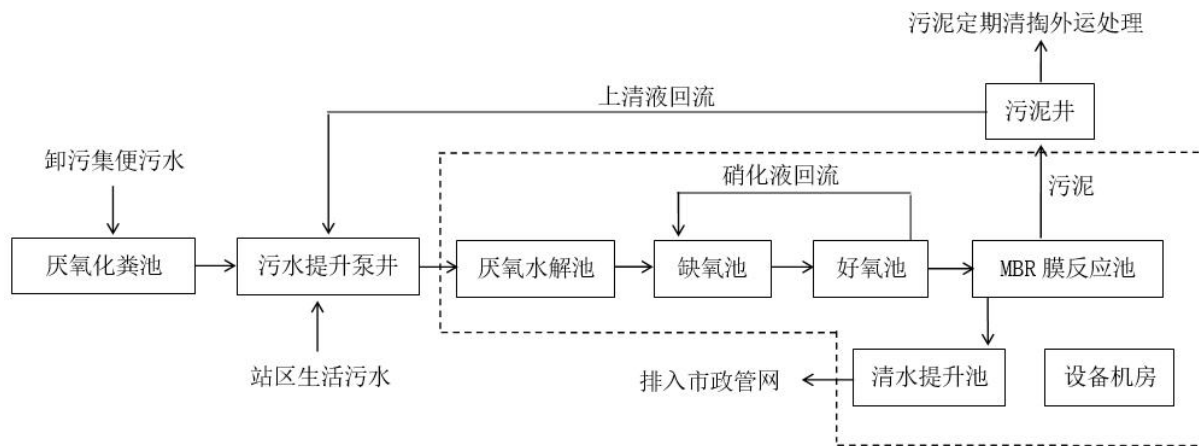 污泥定期清掏外运处理
上清液回流
污泥井
卸污集便污水
硝化液回流
污泥
厌氧化粪池
污水提升泵井
厌氧水解池
缺氧池
好氧池
MBR 膜反应池
站区生活污水
排入市政管网
清水提升池
设备机房